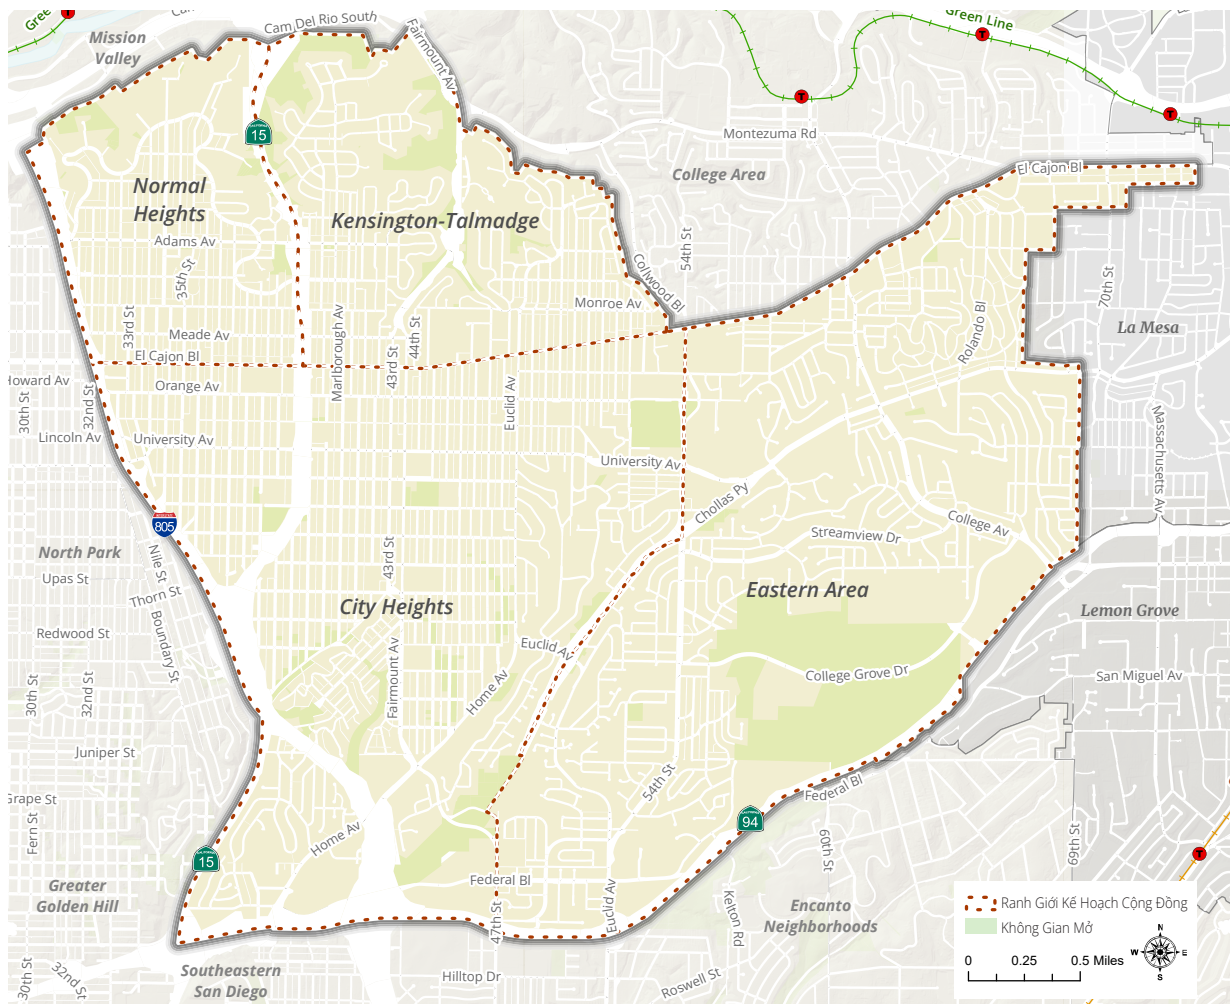 Green Line
Cam Del Rio South
Mission
Valley
Fairmount Av
15
Montezuma Rd
College Area
El Cajon Bl
Normal
Heights
Kensington-Talmadge
Adams Av
35th St
54th St
Collwood Bl
70th St
Monroe Av
33rd St
Meade Av
Marlborough Av
44th St
43rd St
El Cajon Bl
Rolando Bl
La Mesa
Howard Av
Orange Av
30th St
32nd St
Euclid Av
Lincoln Av
University Av
University Av
Massachusetts Av
Chollas Py
805
College Av
Streamview Dr
North Park
Nile St
43rd St
Upas St
Thorn St
Eastern Area
City Heights
Lemon Grove
Boundary St
Redwood St
Euclid Av
College Grove Dr
San Miguel Av
30th St
32nd St
Fairmount Av
Home Av
Juniper St
54th St
Federal Bl
Grape St
Fern St
94
Home Av
60th St
69th St
15
Federal Bl
Greater
Golden Hill
Euclid Av
47th St
Kelton Rd
Encanto
Neighborhoods
Southeastern
San Diego
30th St
32nd St
Hilltop Dr
Roswell St
Ranh Giới Kế Hoạch Cộng Đồng
Không Gian Mở
N
W
E
S
0 0.25 0.5 Miles